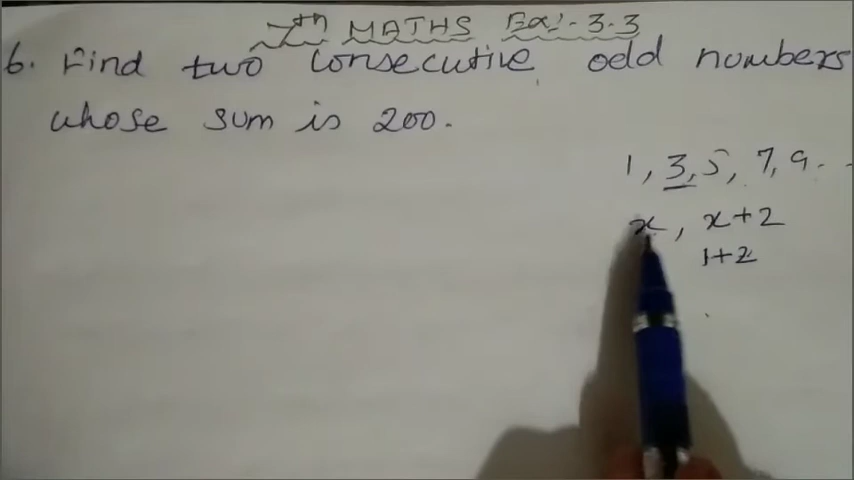 7th MATHS Ex:- 3.3
6. Find two consecutive odd numbers
whose sum is 200.
1, 3, 5, 7, 9. -
x, x+2
1+2